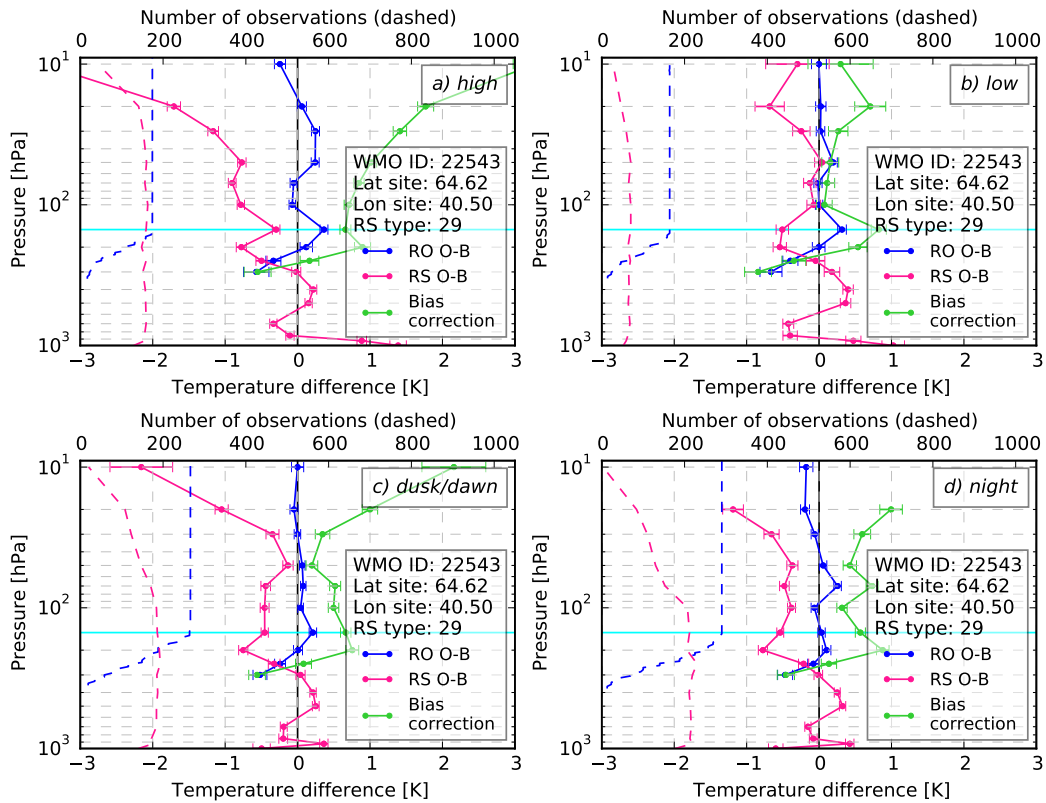 Number of observations (dashed)
0 200 400 600 800 1000
a) high
10¹
10²
10³
Pressure [hPa]
WMO ID: 22543
Lat site: 64.62
Lon site: 40.50
RS type: 29
RO O-B
RS O-B
Bias
correction
−3 −2 −1 0 1 2 3
Temperature difference [K]
Number of observations (dashed)
0 200 400 600 800 1000
b) low
10¹
10²
10³
Pressure [hPa]
WMO ID: 22543
Lat site: 64.62
Lon site: 40.50
RS type: 29
RO O-B
RS O-B
Bias
correction
−3 −2 −1 0 1 2 3
Temperature difference [K]
Number of observations (dashed)
0 200 400 600 800 1000
c) dusk/dawn
10¹
10²
10³
Pressure [hPa]
WMO ID: 22543
Lat site: 64.62
Lon site: 40.50
RS type: 29
RO O-B
RS O-B
Bias
correction
−3 −2 −1 0 1 2 3
Temperature difference [K]
Number of observations (dashed)
0 200 400 600 800 1000
d) night
10¹
10²
10³
Pressure [hPa]
WMO ID: 22543
Lat site: 64.62
Lon site: 40.50
RS type: 29
RO O-B
RS O-B
Bias
correction
−3 −2 −1 0 1 2 3
Temperature difference [K]